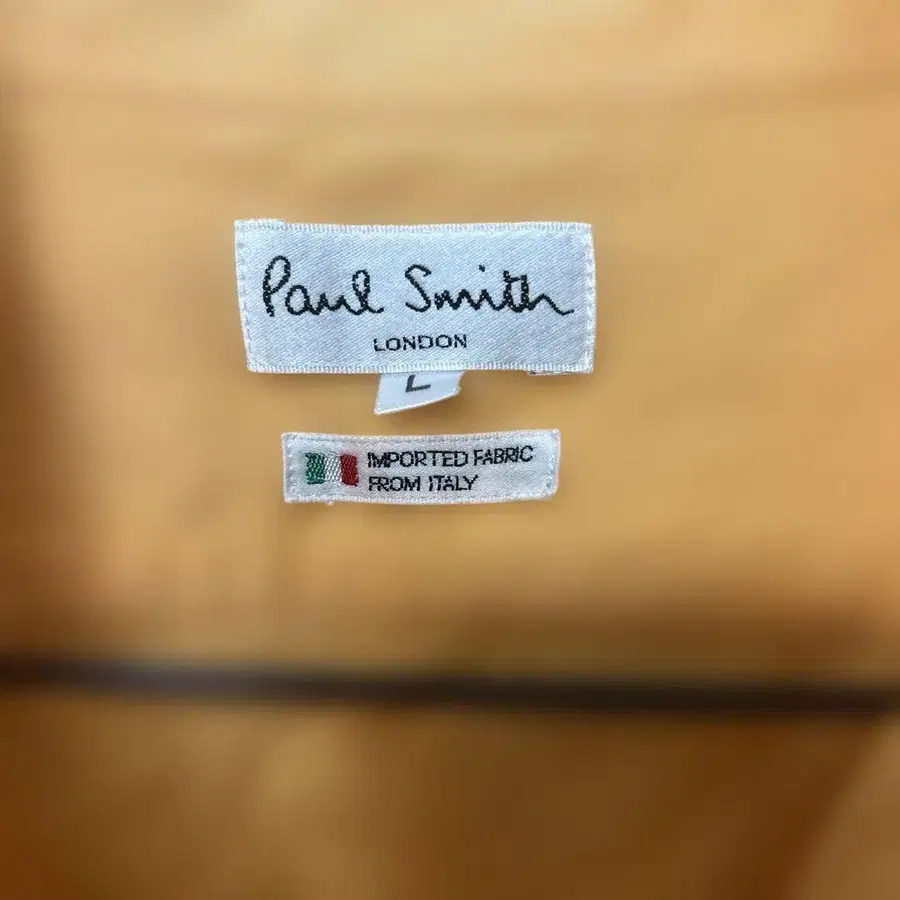 Paul Smith
LONDON
L
IMPORTED FABRIC
FROM ITALY